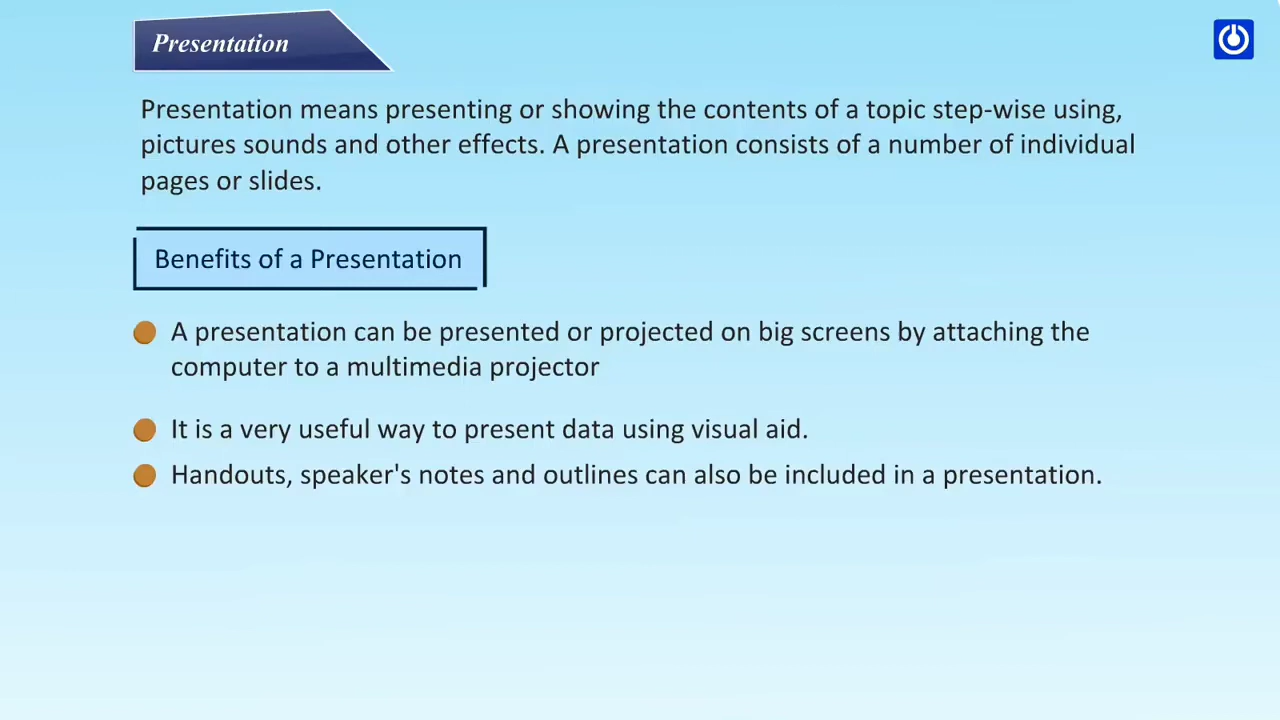 Presentation
Presentation means presenting or showing the contents of a topic step-wise using,
pictures sounds and other effects. A presentation consists of a number of individual
pages or slides.
Benefits of a Presentation
A presentation can be presented or projected on big screens by attaching the
computer to a multimedia projector
It is a very useful way to present data using visual aid.
Handouts, speaker's notes and outlines can also be included in a presentation.